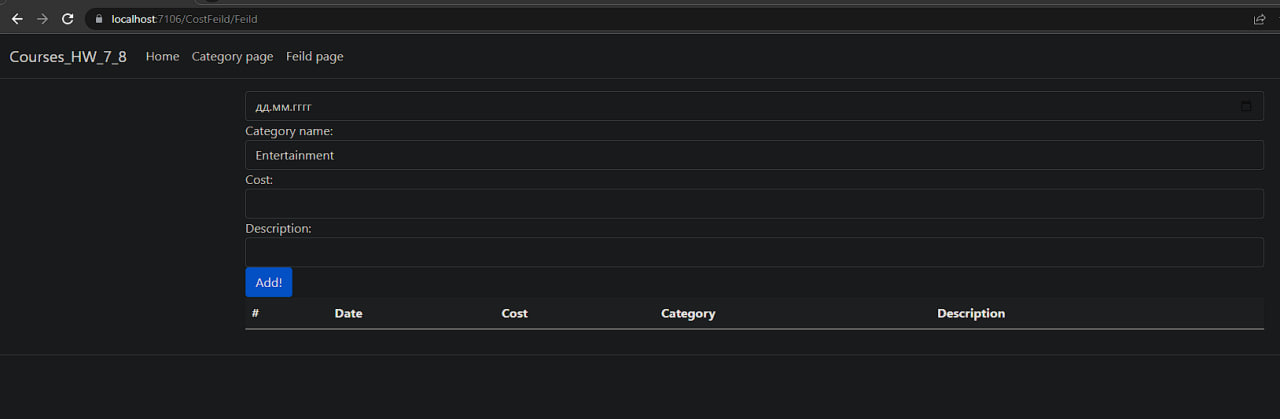 localhost:7106/CostFeild/Feild
Courses_HW_7_8 Home Category page Feild page
дд.мм.гггг
Category name:
Entertainment
Cost:
Description:
Add!
# Date Cost Category Description